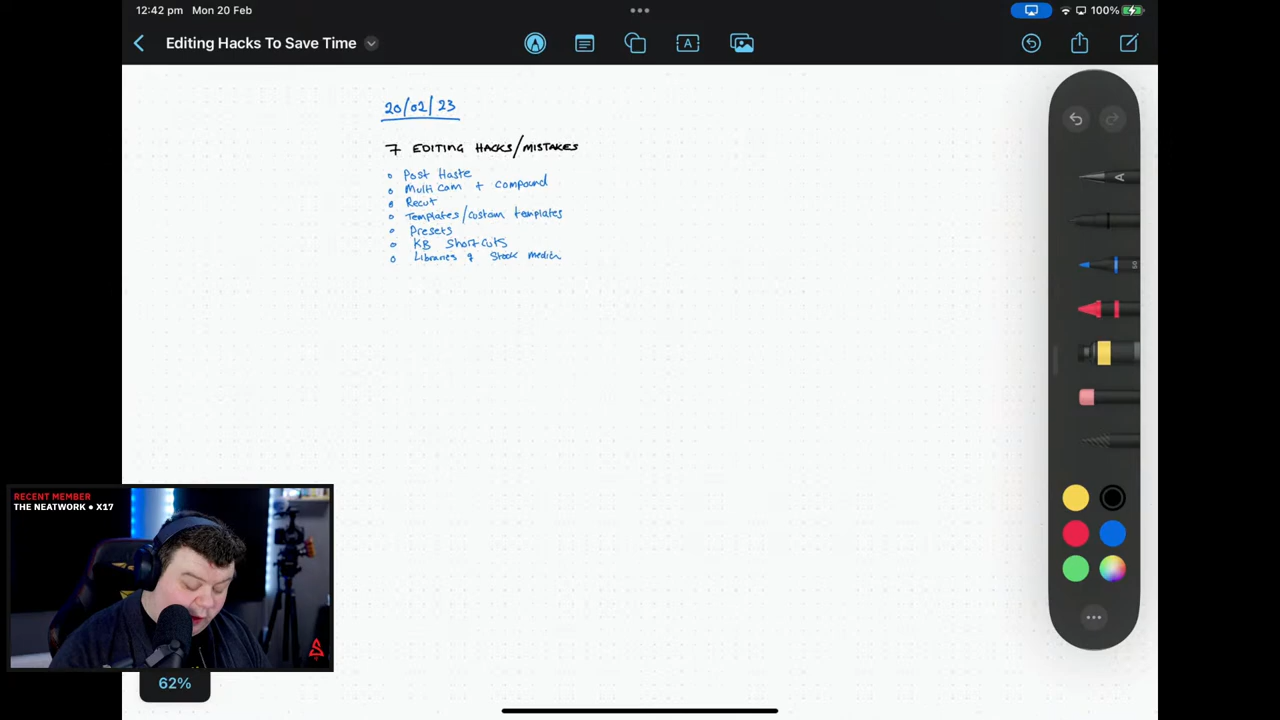 12:42 pm Mon 20 Feb
100%
Editing Hacks To Save Time
A
20/02/23
7 EDITING HACKS/MISTAKES
Post Haste
Multi cam + compound
Recut
Templates/custom templates
Presets
KB Shortcuts
Libraries & Stock media
A
50
RECENT MEMBER
THE NEATWORK • X17
62%